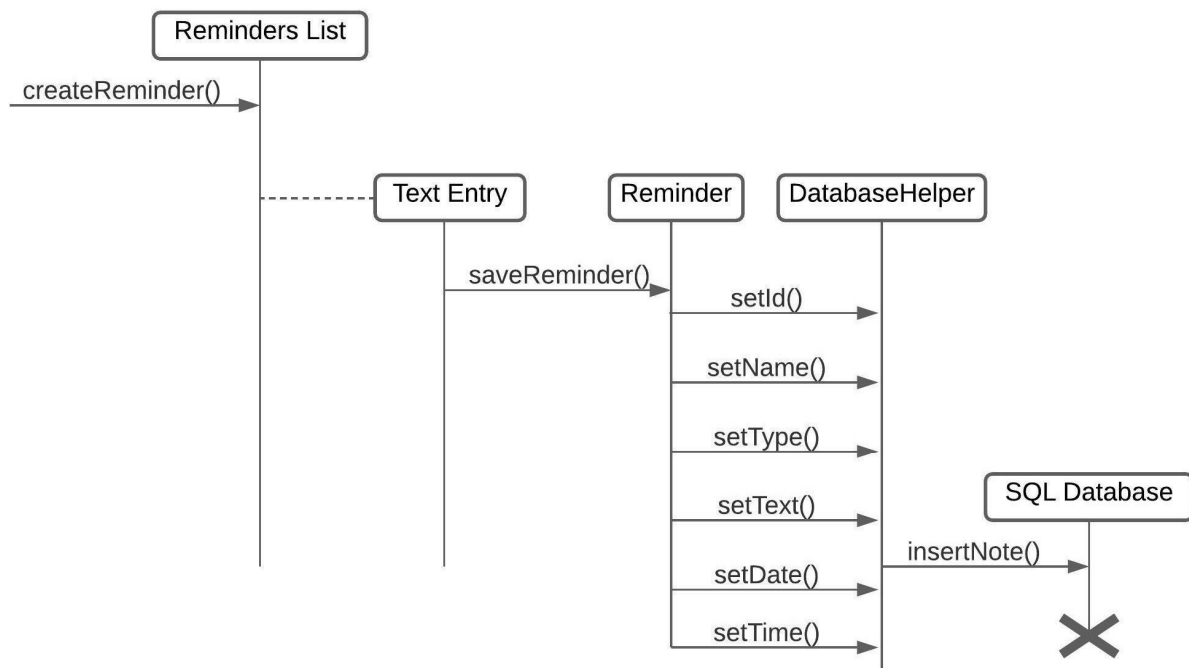 Reminders List
createReminder()
Text Entry
Reminder
DatabaseHelper
saveReminder()
setId()
setName()
setType()
SQL Database
setText()
insertNote()
setDate()
setTime()